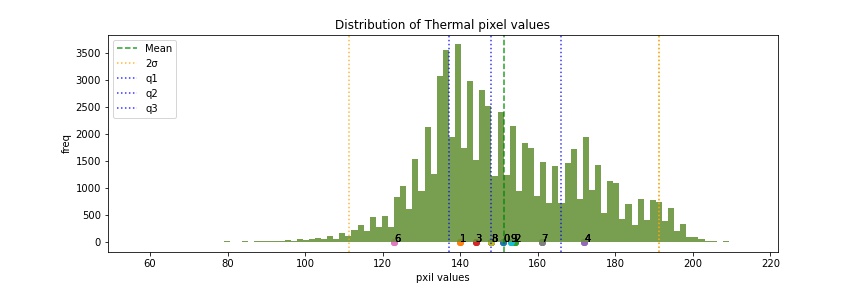 Distribution of Thermal pixel values
Mean
2σ
q1
q2
q3
freq
3500
3000
2500
2000
1500
1000
500
0
6 1 3 8 0 9 2 7 4
60 80 100 120 140 160 180 200 220
pxil values